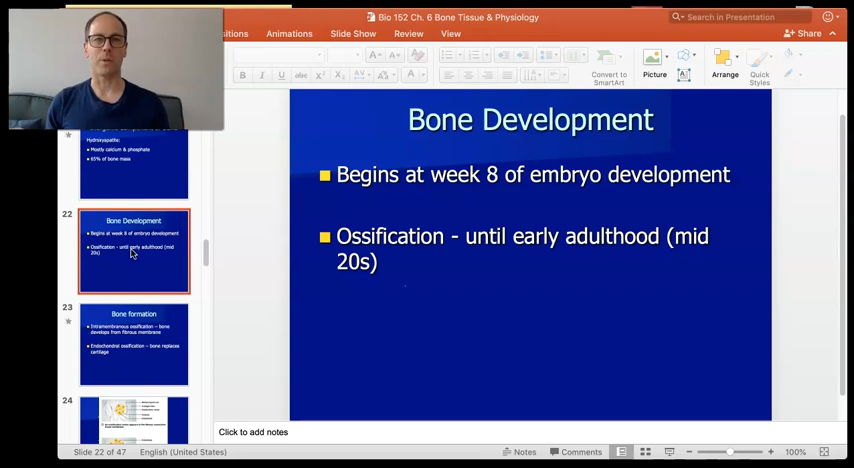 Bio 152 Ch. 6 Bone Tissue & Physiology
Search in Presentation
sitions Animations Slide Show Review View
Share
Convert to
SmartArt
Picture
Arrange
Quick
Styles
Hydroxyapatite:
Mostly calcium & phosphate
65% of bone mass
22
Bone Development
Begins at week 8 of embryo development
Ossification - until early adulthood (mid
20s)
23
Bone formation
Intramembranous ossification – bone
develops from fibrous membrane
Endochondral ossification – bone replaces
cartilage
24
Bone Development
Begins at week 8 of embryo development
Ossification - until early adulthood (mid
20s)
Click to add notes
Slide 22 of 47 English (United States) Notes Comments 100%